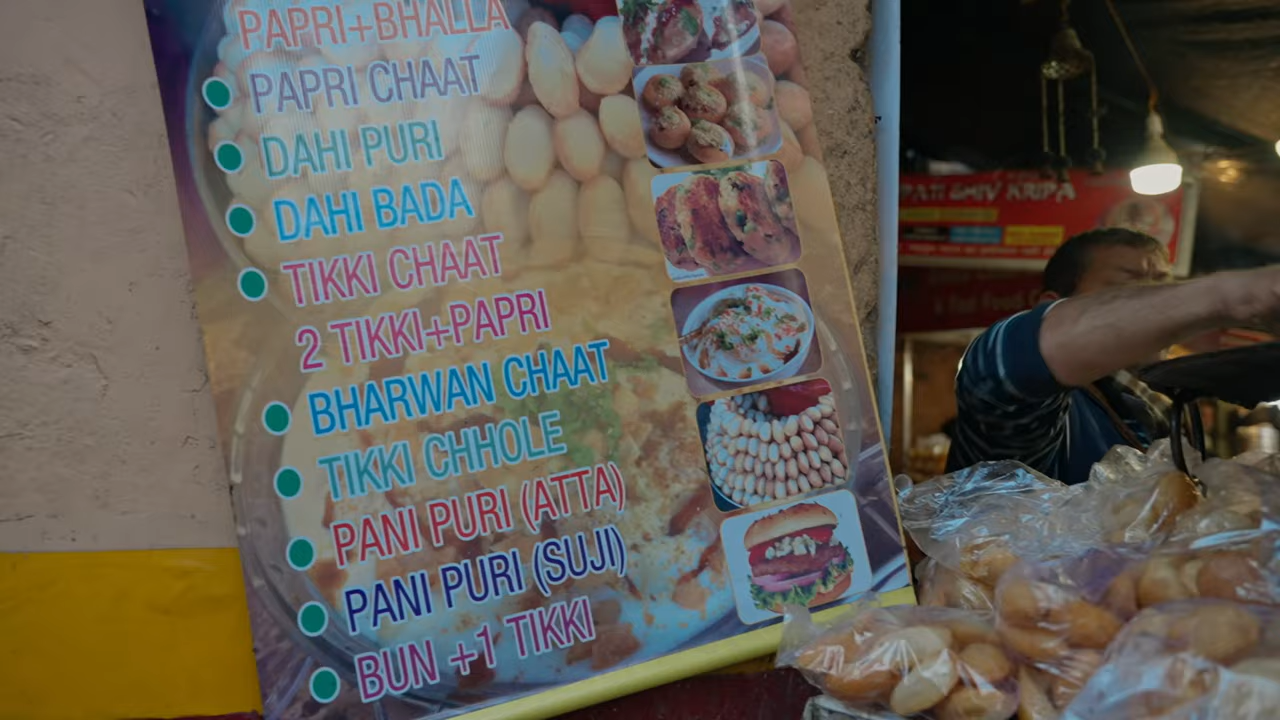 PAPRI+BHALLA
PAPRI CHAAT
DAHI PURI
DAHI BADA
TIKKI CHAAT
2 TIKKI+PAPRI
BHARWAN CHAAT
TIKKI CHHOLE
PANI PURI (ATTA)
PANI PURI (SUJI)
BUN +1 TIKKI
PATI SHIV KRIPA